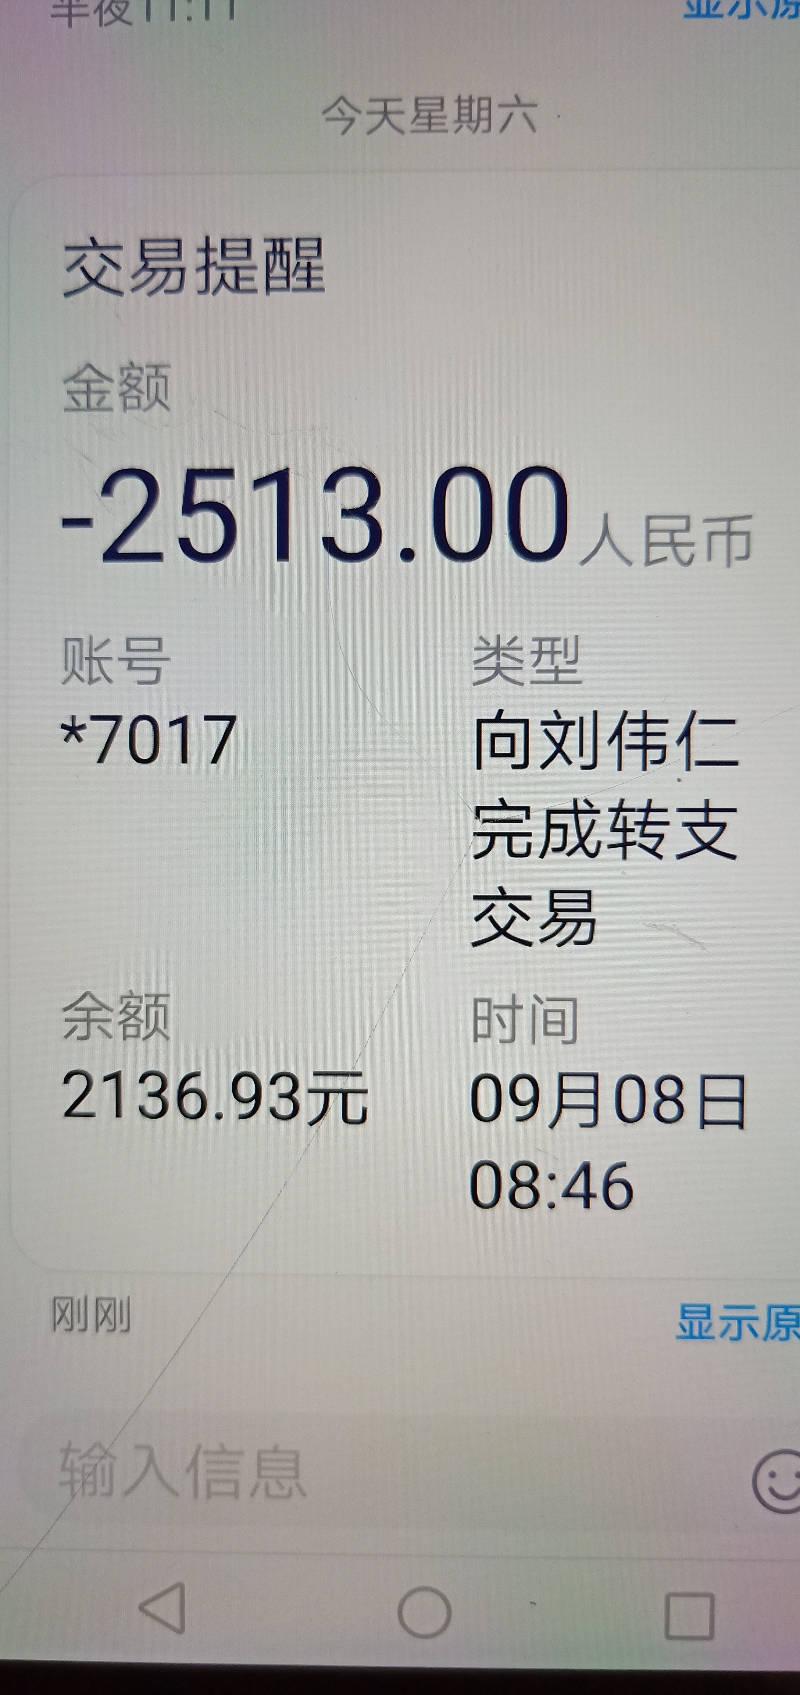 半夜11:11
显示原
今天星期六
交易提醒
金额
-2513.00人民币
账号
类型
*7017
向刘伟仁
完成转支
交易
余额
时间
2136.93元
09月08日
08:46
刚刚
显示原
输入信息